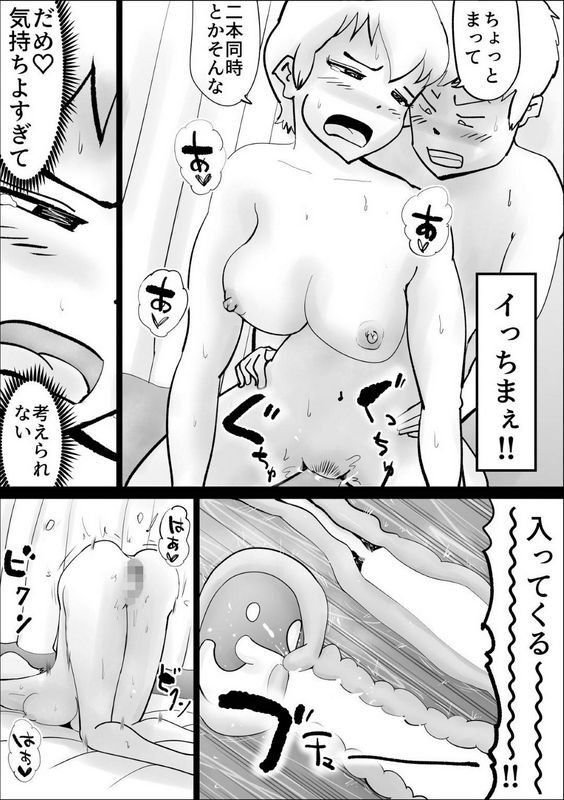 ちょっと
まって
二本同時
とかそんな
あ♥
あ♥
あ♥
イっちまぇ!!
ぐちゅ
ぐっちゅ
だめ♡
気持ちよすぎて
考えられ
ない
入ってくる〜〜!!
ブチュ
はぁ♥
ビクン
ビクン
はぁ♥